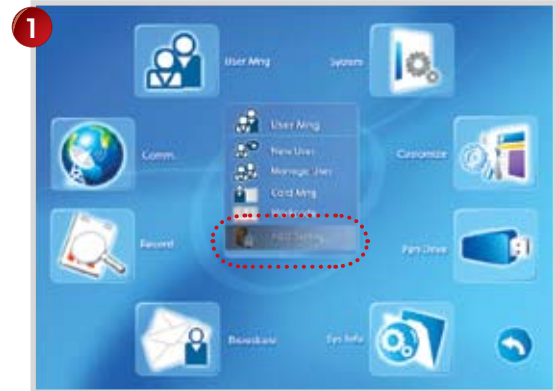 1
User Mng
System
User Mng
New User
Manage User
Card Mng
Comm.
Customize
Record
Pen Drive
Broadcast
Sys Info